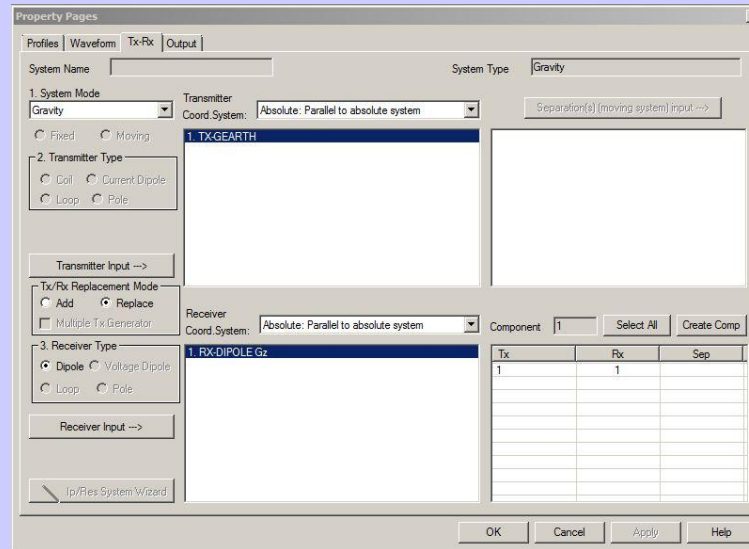 Property Pages
Profiles Waveform Tx-Rx Output
System Name
System Type Gravity
1. System Mode
Gravity
Fixed Moving
2. Transmitter Type
Coil Current Dipole
Loop Pole
Transmitter Input --->
Tx/Rx Replacement Mode
Add Replace
Multiple Tx Generator
3. Receiver Type
Dipole Voltage Dipole
Loop Pole
Receiver Input --->
Ip/Res System Wizard
Transmitter
Coord.System: Absolute: Parallel to absolute system
1. TX-GEARTH
Separation(s) (moving system) input --->
Receiver
Coord.System: Absolute: Parallel to absolute system
1. RX-DIPOLE Gz
Component 1 Select All Create Comp
Tx Rx Sep
1 1
OK Cancel Apply Help